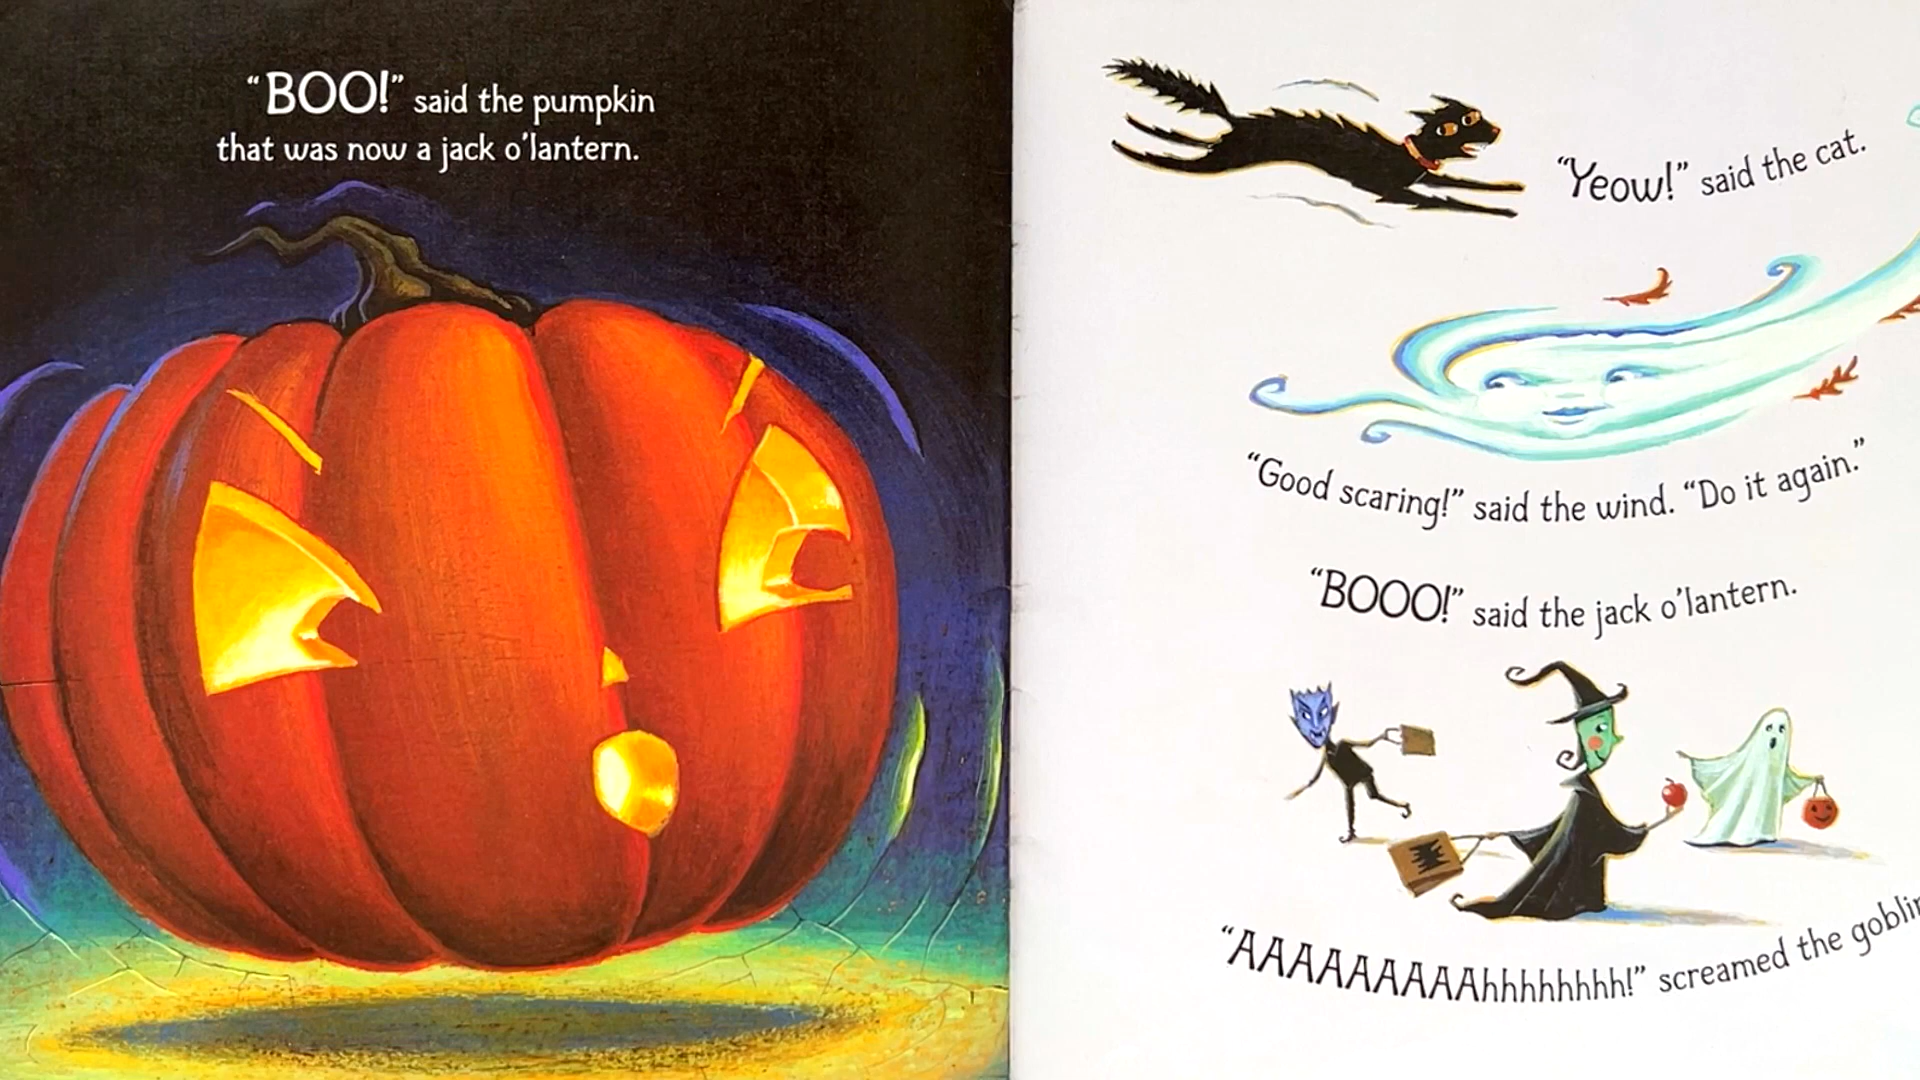 “BOO!” said the pumpkin
that was now a jack o’lantern.
“Yeow!” said the cat.
“Good scaring!” said the wind. “Do it again.”
“BOOO!” said the jack o’lantern.
“AAAAAAAAAhhhhhhhh!” screamed the